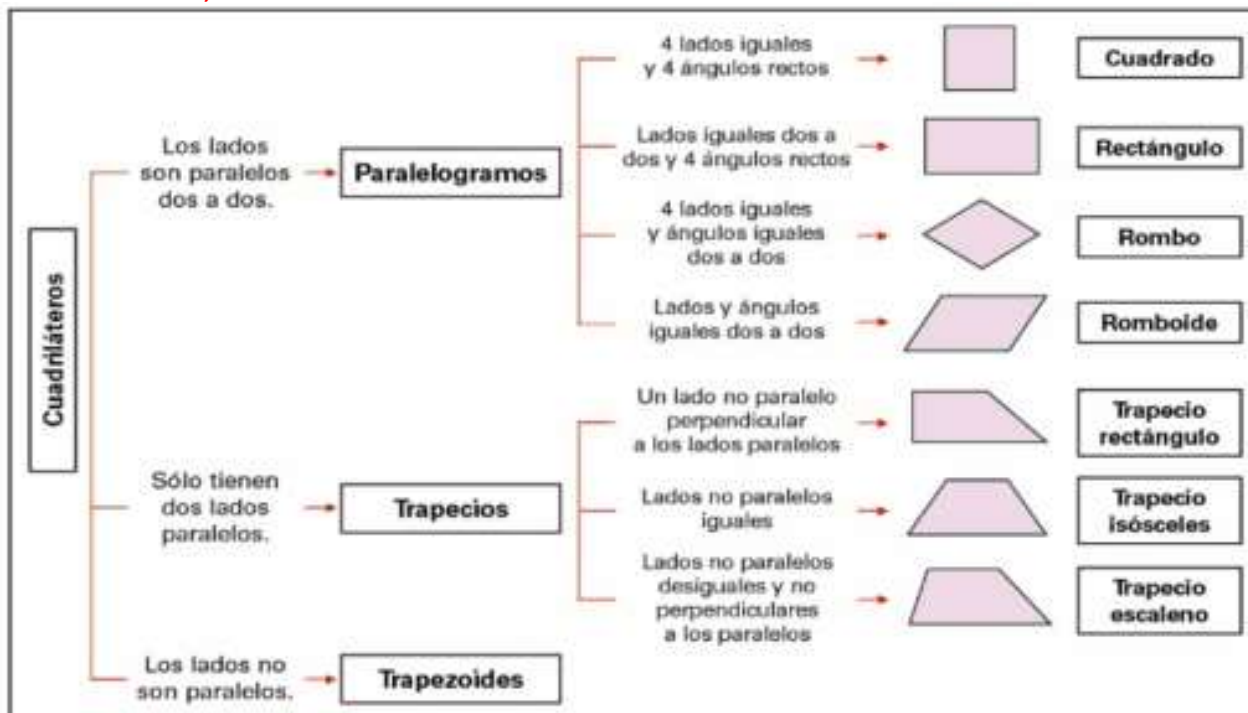 Cuadriláteros
Los lados
son paralelos
dos a dos.
Paralelogramos
4 lados iguales
y 4 ángulos rectos
Cuadrado
Lados iguales dos a
dos y 4 ángulos rectos
Rectángulo
4 lados iguales
y ángulos iguales
dos a dos
Rombo
Lados y ángulos
iguales dos a dos
Romboide
Sólo tienen
dos lados
paralelos.
Trapecios
Un lado no paralelo
perpendicular
a los lados paralelos
Trapecio
rectángulo
Lados no paralelos
iguales
Trapecio
isósceles
Lados no paralelos
desiguales y no
perpendiculares
a los paralelos
Trapecio
escaleno
Los lados no
son paralelos.
Trapezoides